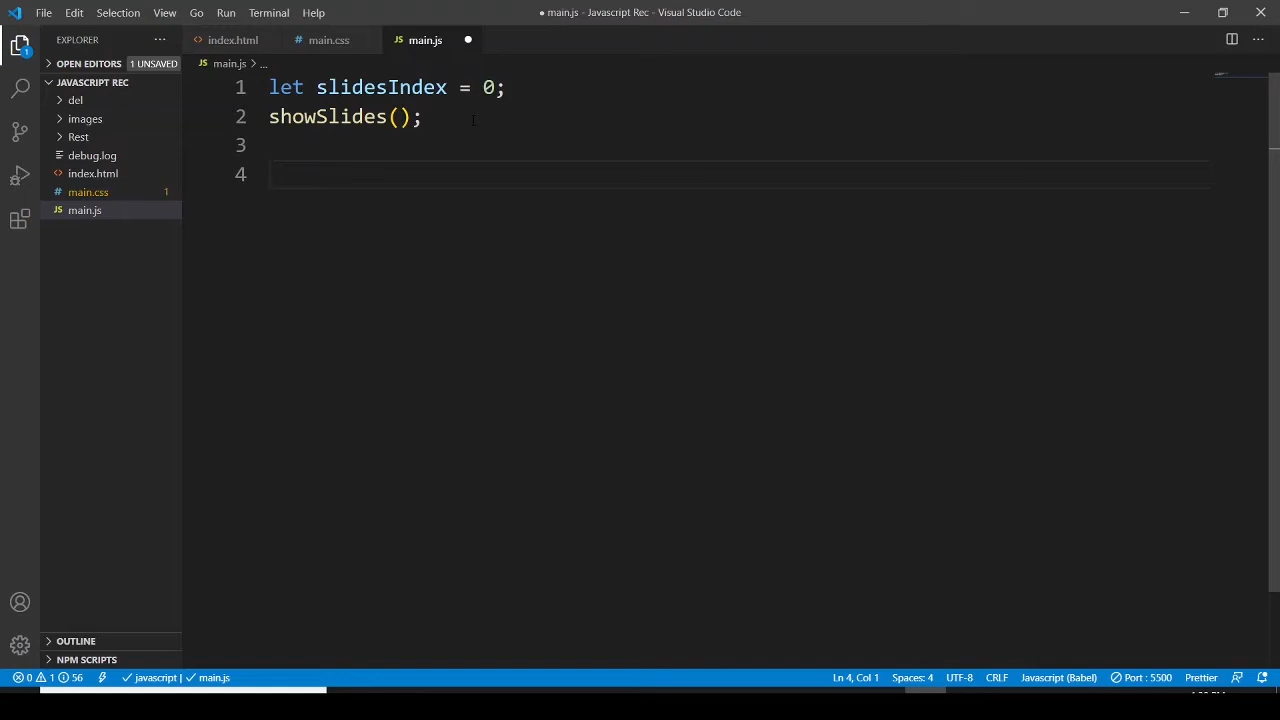 File Edit Selection View Go Run Terminal Help
● main.js - Javascript Rec - Visual Studio Code
EXPLORER ...
index.html
# main.css
JS main.js ●
OPEN EDITORS 1 UNSAVED
JS main.js > ...
JAVASCRIPT REC
del
images
Rest
debug.log
index.html
# main.css 1
JS main.js
1 let slidesIndex = 0;
2 showSlides();
3
4
1
OUTLINE
NPM SCRIPTS
0 1 56 javascript | main.js
Ln 4, Col 1 Spaces: 4 UTF-8 CRLF Javascript (Babel) Port : 5500 Prettier